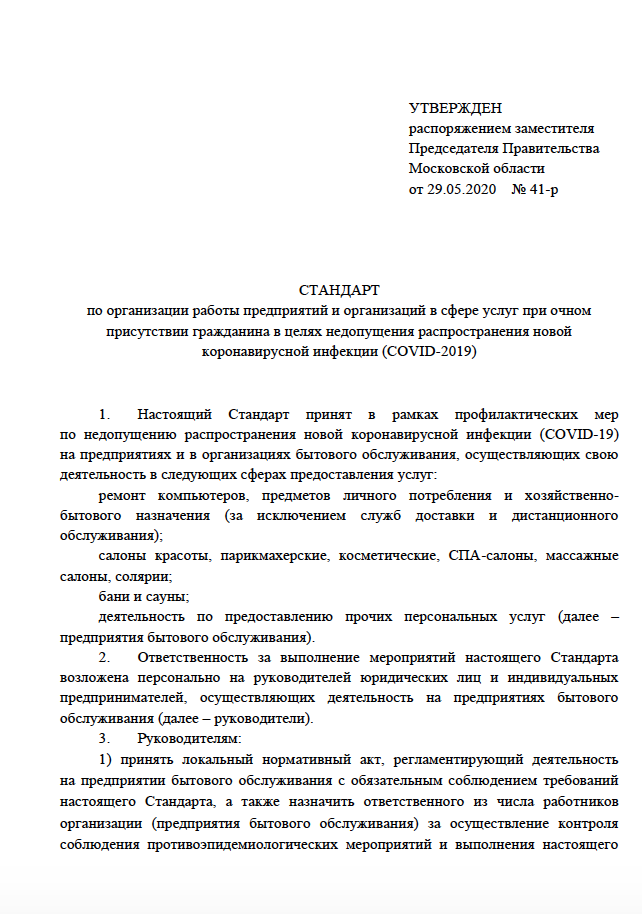 УТВЕРЖДЕН
распоряжением заместителя
Председателя Правительства
Московской области
от 29.05.2020 № 41-р
СТАНДАРТ
по организации работы предприятий и организаций в сфере услуг при очном
присутствии гражданина в целях недопущения распространения новой
коронавирусной инфекции (COVID-2019)
1. Настоящий Стандарт принят в рамках профилактических мер
по недопущению распространения новой коронавирусной инфекции (COVID-19)
на предприятиях и в организациях бытового обслуживания, осуществляющих свою
деятельность в следующих сферах предоставления услуг:
ремонт компьютеров, предметов личного потребления и хозяйственно-
бытового назначения (за исключением служб доставки и дистанционного
обслуживания);
салоны красоты, парикмахерские, косметические, СПА-салоны, массажные
салоны, солярии;
бани и сауны;
деятельность по предоставлению прочих персональных услуг (далее –
предприятия бытового обслуживания).
2. Ответственность за выполнение мероприятий настоящего Стандарта
возложена персонально на руководителей юридических лиц и индивидуальных
предпринимателей, осуществляющих деятельность на предприятиях бытового
обслуживания (далее – руководители).
3. Руководителям:
1) принять локальный нормативный акт, регламентирующий деятельность
на предприятии бытового обслуживания с обязательным соблюдением требований
настоящего Стандарта, а также назначить ответственного из числа работников
организации (предприятия бытового обслуживания) за осуществление контроля
соблюдения противоэпидемиологических мероприятий и выполнения настоящего